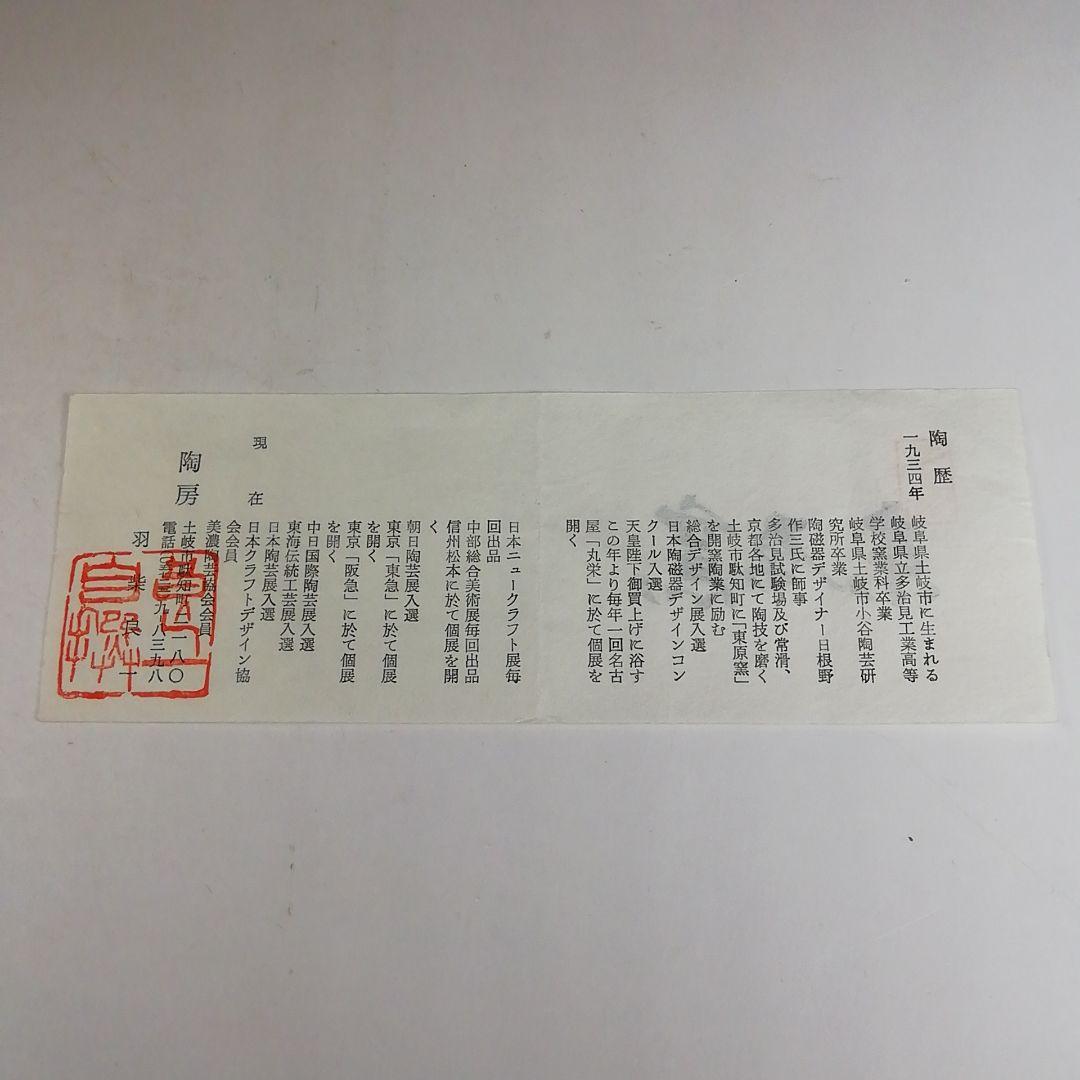 陶歴
一九三四年
岐阜県土岐市に生まれる
岐阜県立多治見工業高等
学校窯業科卒業
岐阜県土岐市小谷陶芸研
究所卒業
陶磁器デザイナー日根野
作三氏に師事
多治見試験場及び常滑、
京都各地にて陶技を磨く
土岐市駄知町に「東原窯」
を開窯陶業に励む
総合デザイン展入選
日本陶磁器デザインコン
クール入選
天皇陛下御買上げに浴す
この年より毎年一回名古
屋「丸栄」に於て個展を
開く
日本ニュークラフト展毎
回出品
中部総合美術展毎回出品
信州松本に於て個展を開
く
朝日陶芸展入選
東京「東急」に於て個展
を開く
東京「阪急」に於て個展
を開く
中日国際陶芸展入選
東海伝統工芸展入選
日本陶芸展入選
現在
日本クラフトデザイン協
会会員
美濃陶芸協会会員
陶房
土岐市駄知町二一八〇
羽柴良一